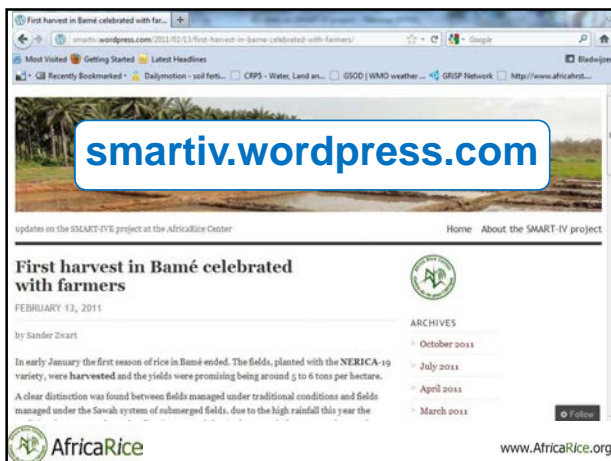 First harvest in Bamé celebrated with far...
smartiv.wordpress.com/2011/02/13/first-harvest-in-bame-celebrated-with-farmers/
Google
Most Visited Getting Started Latest Headlines
Bladwijzer
Recently Bookmarked Dailymotion - soil ferti... CRP5 - Water, Land an... GSOD | WMO weather ... GRiSP Network http://www.africahrst....
smartiv.wordpress.com
updates on the SMART-IVE project at the AfricaRice Center
Home About the SMART-IV project
First harvest in Bamé celebrated
with farmers
FEBRUARY 13, 2011
by Sander Zwart
In early January the first season of rice in Bamé ended. The fields, planted with the NERICA-19
variety, were harvested and the yields were promising being around 5 to 6 tons per hectare.
A clear distinction was found between fields managed under traditional conditions and fields
managed under the Sawah system of submerged fields. due to the high rainfall this year the
ARCHIVES
October 2011
July 2011
April 2011
March 2011
Follow
AfricaRice
www.AfricaRice.org